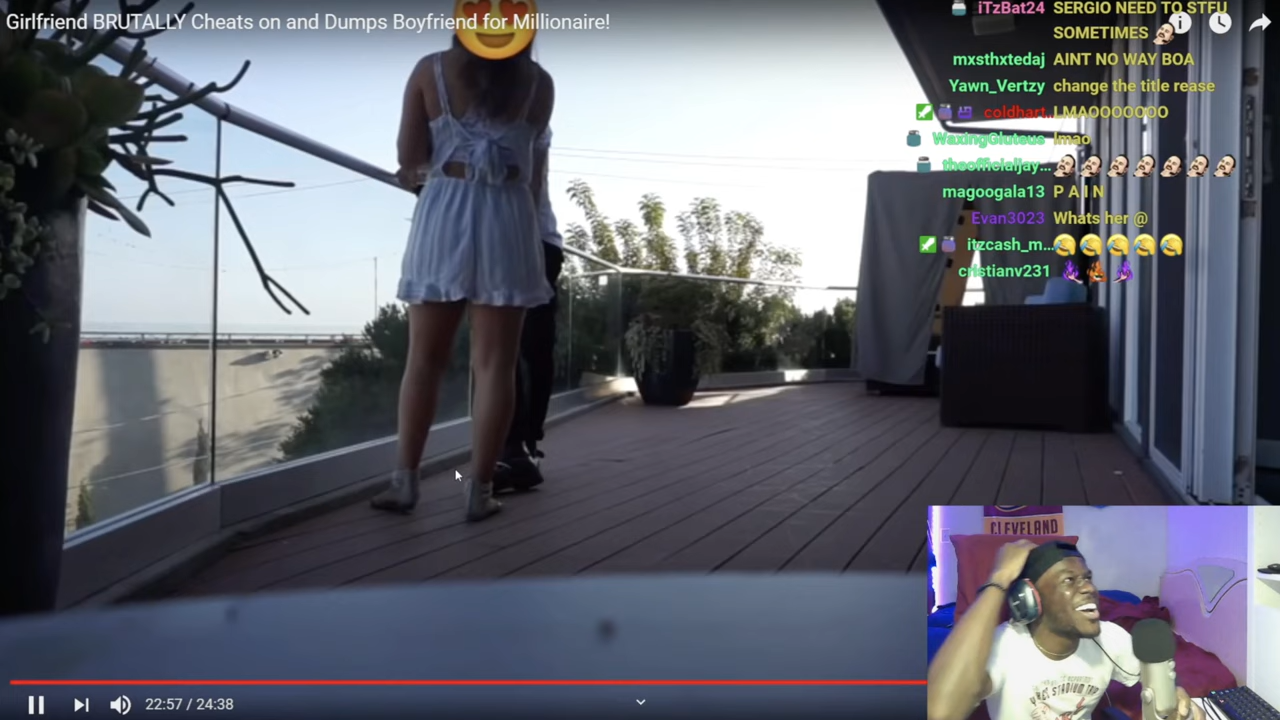 Girlfriend BRUTALLY Cheats on and Dumps Boyfriend for Millionaire!
iTzBat24 SERGIO NEED TO STFU
SOMETIMES
mxsthxtedaj AINT NO WAY BOA
Yawn_Vertzy change the title rease
coldhart... LMAOOOOOOO
WaxingGluteus lmao
theofficialjay...
magoogala13 P A I N
Evan3023 Whats her @
itzcash_m...
cristianv231
CLEVELAND
22:57 / 24:38